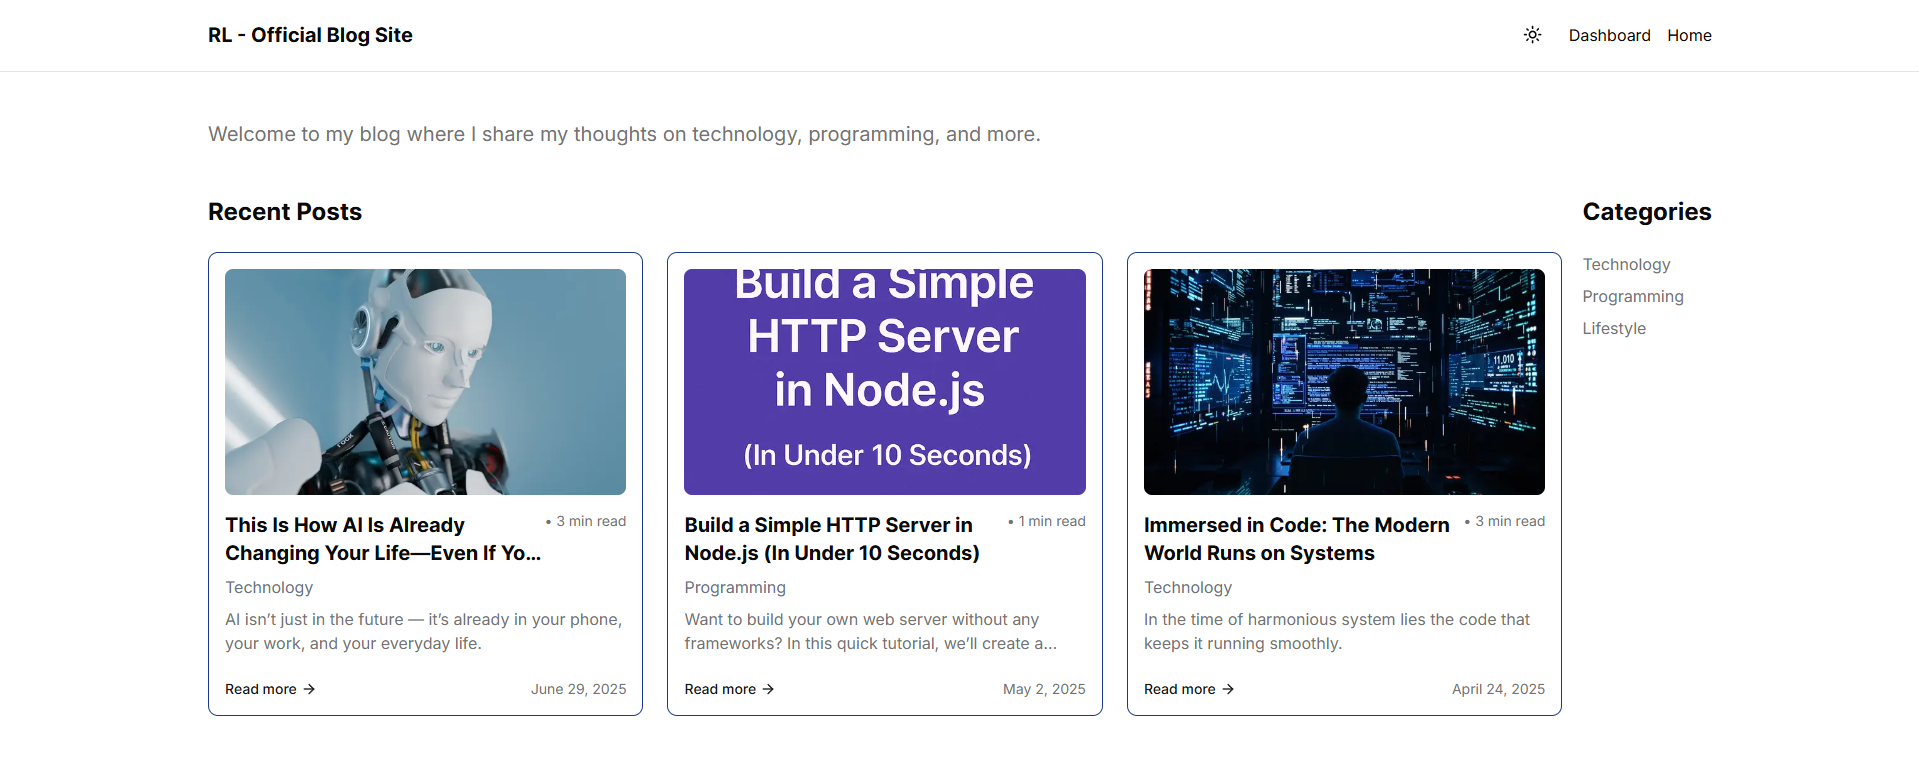 RL - Official Blog Site
Dashboard Home
Welcome to my blog where I share my thoughts on technology, programming, and more.
Recent Posts
Build a Simple
HTTP Server
in Node.js
(In Under 10 Seconds)
11.010
This Is How AI Is Already
Changing Your Life—Even If Yo...
• 3 min read
Technology
AI isn't just in the future — it's already in your phone,
your work, and your everyday life.
Read more →
June 29, 2025
Build a Simple HTTP Server in
Node.js (In Under 10 Seconds)
• 1 min read
Programming
Want to build your own web server without any
frameworks? In this quick tutorial, we'll create a...
Read more →
May 2, 2025
Immersed in Code: The Modern
World Runs on Systems
• 3 min read
Technology
In the time of harmonious system lies the code that
keeps it running smoothly.
Read more →
April 24, 2025
Categories
Technology
Programming
Lifestyle